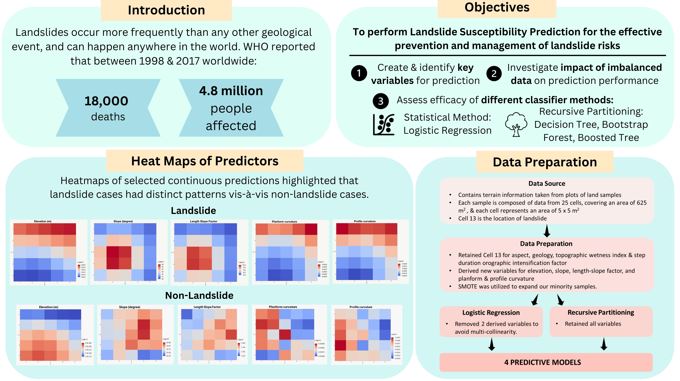 Introduction
Landslides occur more frequently than any other geological
event, and can happen anywhere in the world. WHO reported
that between 1998 & 2017 worldwide:
18,000
deaths
4.8 million
people
affected
Objectives
To perform Landslide Susceptibility Prediction for the effective
prevention and management of landslide risks
1 Create & identify key
variables for prediction
2 Investigate impact of imbalanced
data on prediction performance
3 Assess efficacy of different classifier methods:
Statistical Method:
Logistic Regression
Recursive Partitioning:
Decision Tree, Bootstrap
Forest, Boosted Tree
Heat Maps of Predictors
Heatmaps of selected continuous predictions highlighted that
landslide cases had distinct patterns vis-à-vis non-landslide cases.
Landslide
Elevation (m)
Slope (degree)
Length Slope Factor
Planform curvature
Profile curvature
Non-Landslide
Elevation (m)
Slope (degree)
Length Slope Factor
Planform curvature
Profile curvature
Data Preparation
Data Source
• Contains terrain information taken from plots of land samples
• Each sample is composed of data from 25 cells, covering an area of 625
m², & each cell represents an area of 5 x 5 m²
• Cell 13 is the location of landslide
Data Preparation
• Retained Cell 13 for aspect, geology, topographic wetness index & step
duration orographic intensification factor
• Derived new variables for elevation, slope, length-slope factor, and
planform & profile curvature
• SMOTE was utilized to expand our minority samples.
Logistic Regression
• Removed 2 derived variables to
avoid multi-collinearity.
Recursive Partitioning
• Retained all variables
4 PREDICTIVE MODELS